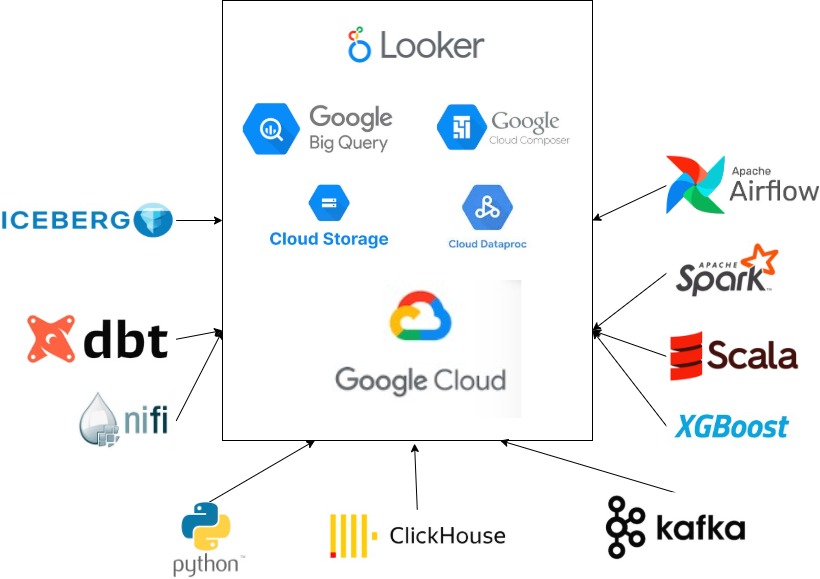 Looker
Google
Big Query
Google
Cloud Composer
Cloud Storage
Cloud Dataproc
Google Cloud
ICEBERG
dbt
nifi
Apache
Airflow
APACHE
Spark™
Scala
XGBoost
python™
ClickHouse
kafka